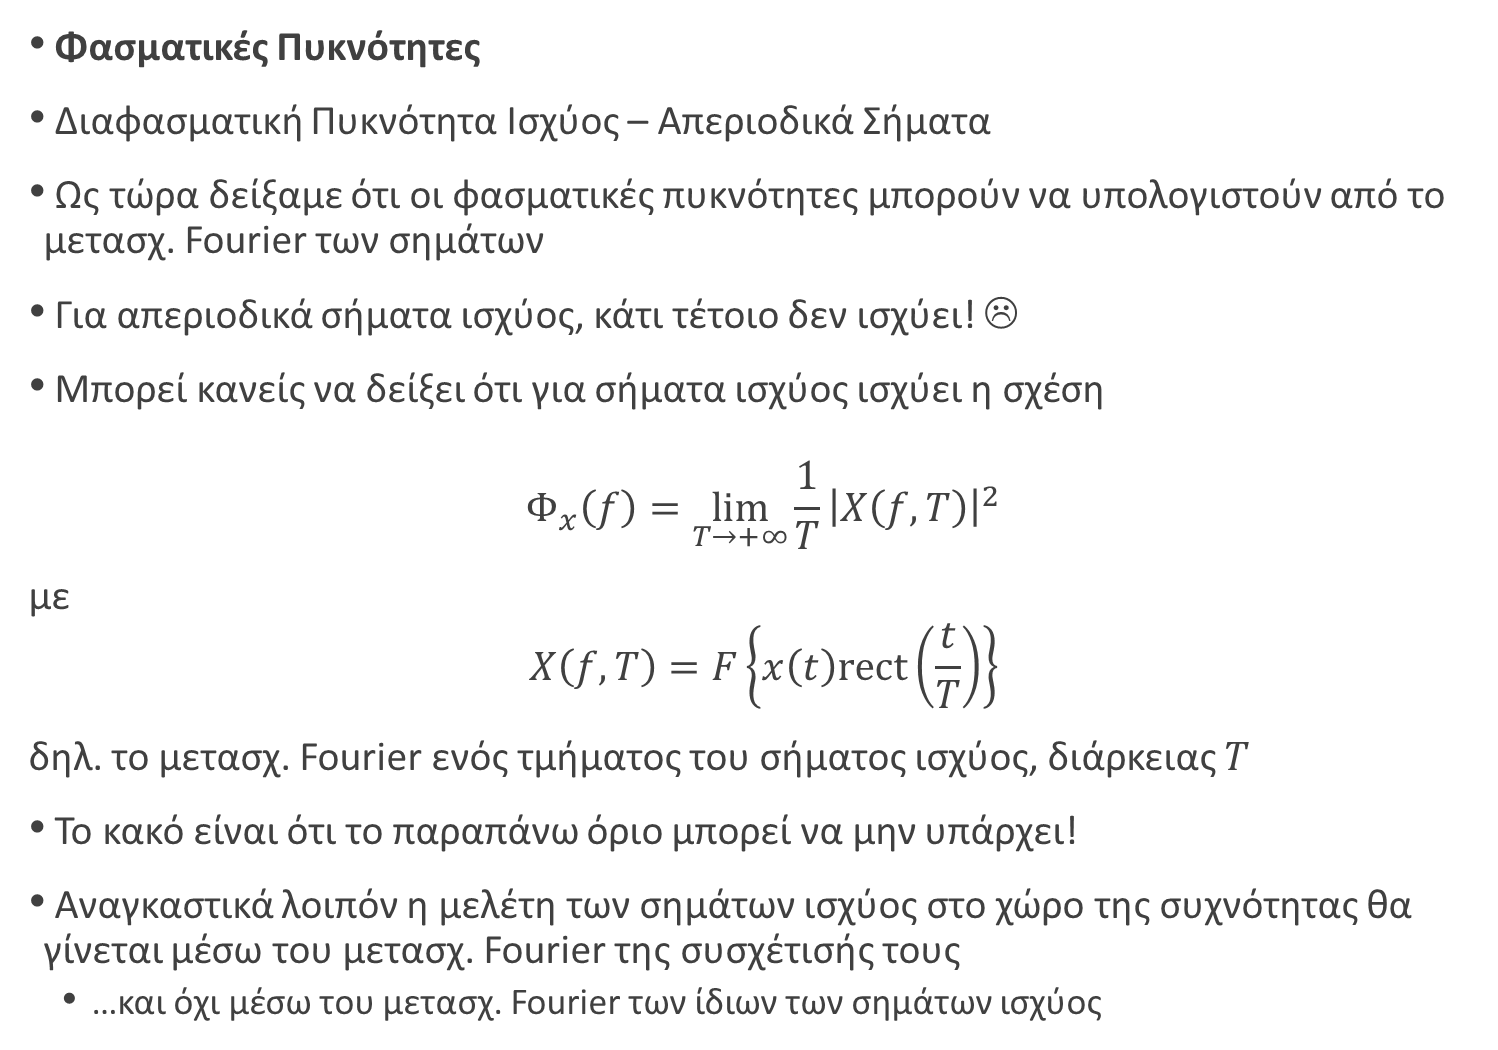 • Φασματικές Πυκνότητες
• Διαφασματική Πυκνότητα Ισχύος – Απεριοδικά Σήματα
• Ως τώρα δείξαμε ότι οι φασματικές πυκνότητες μπορούν να υπολογιστούν από το
μετασχ. Fourier των σημάτων
• Για απεριοδικά σήματα ισχύος, κάτι τέτοιο δεν ισχύει! ☹
• Μπορεί κανείς να δείξει ότι για σήματα ισχύος ισχύει η σχέση
Φ_x(f) = lim_{T→+∞} \frac{1}{T} |X(f, T)|^2
με
X(f, T) = F {x(t)rect (\frac{t}{T})}
δηλ. το μετασχ. Fourier ενός τμήματος του σήματος ισχύος, διάρκειας T
• Το κακό είναι ότι το παραπάνω όριο μπορεί να μην υπάρχει!
• Αναγκαστικά λοιπόν η μελέτη των σημάτων ισχύος στο χώρο της συχνότητας θα
γίνεται μέσω του μετασχ. Fourier της συσχέτισής τους
• …και όχι μέσω του μετασχ. Fourier των ίδιων των σημάτων ισχύος